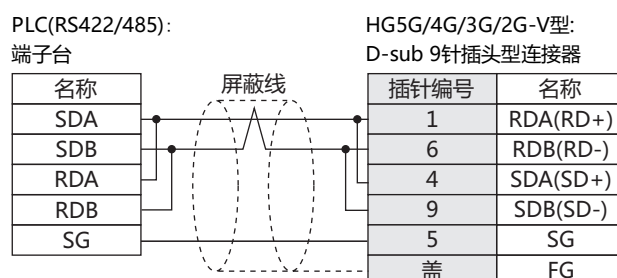 PLC(RS422/485): HG5G/4G/3G/2G-V型:
端子台 D-sub 9针插头型连接器
名称 屏蔽线 插针编号 名称
SDA 1 RDA(RD+)
SDB 6 RDB(RD-)
RDA 4 SDA(SD+)
RDB 9 SDB(SD-)
SG 5 SG
盖 FG